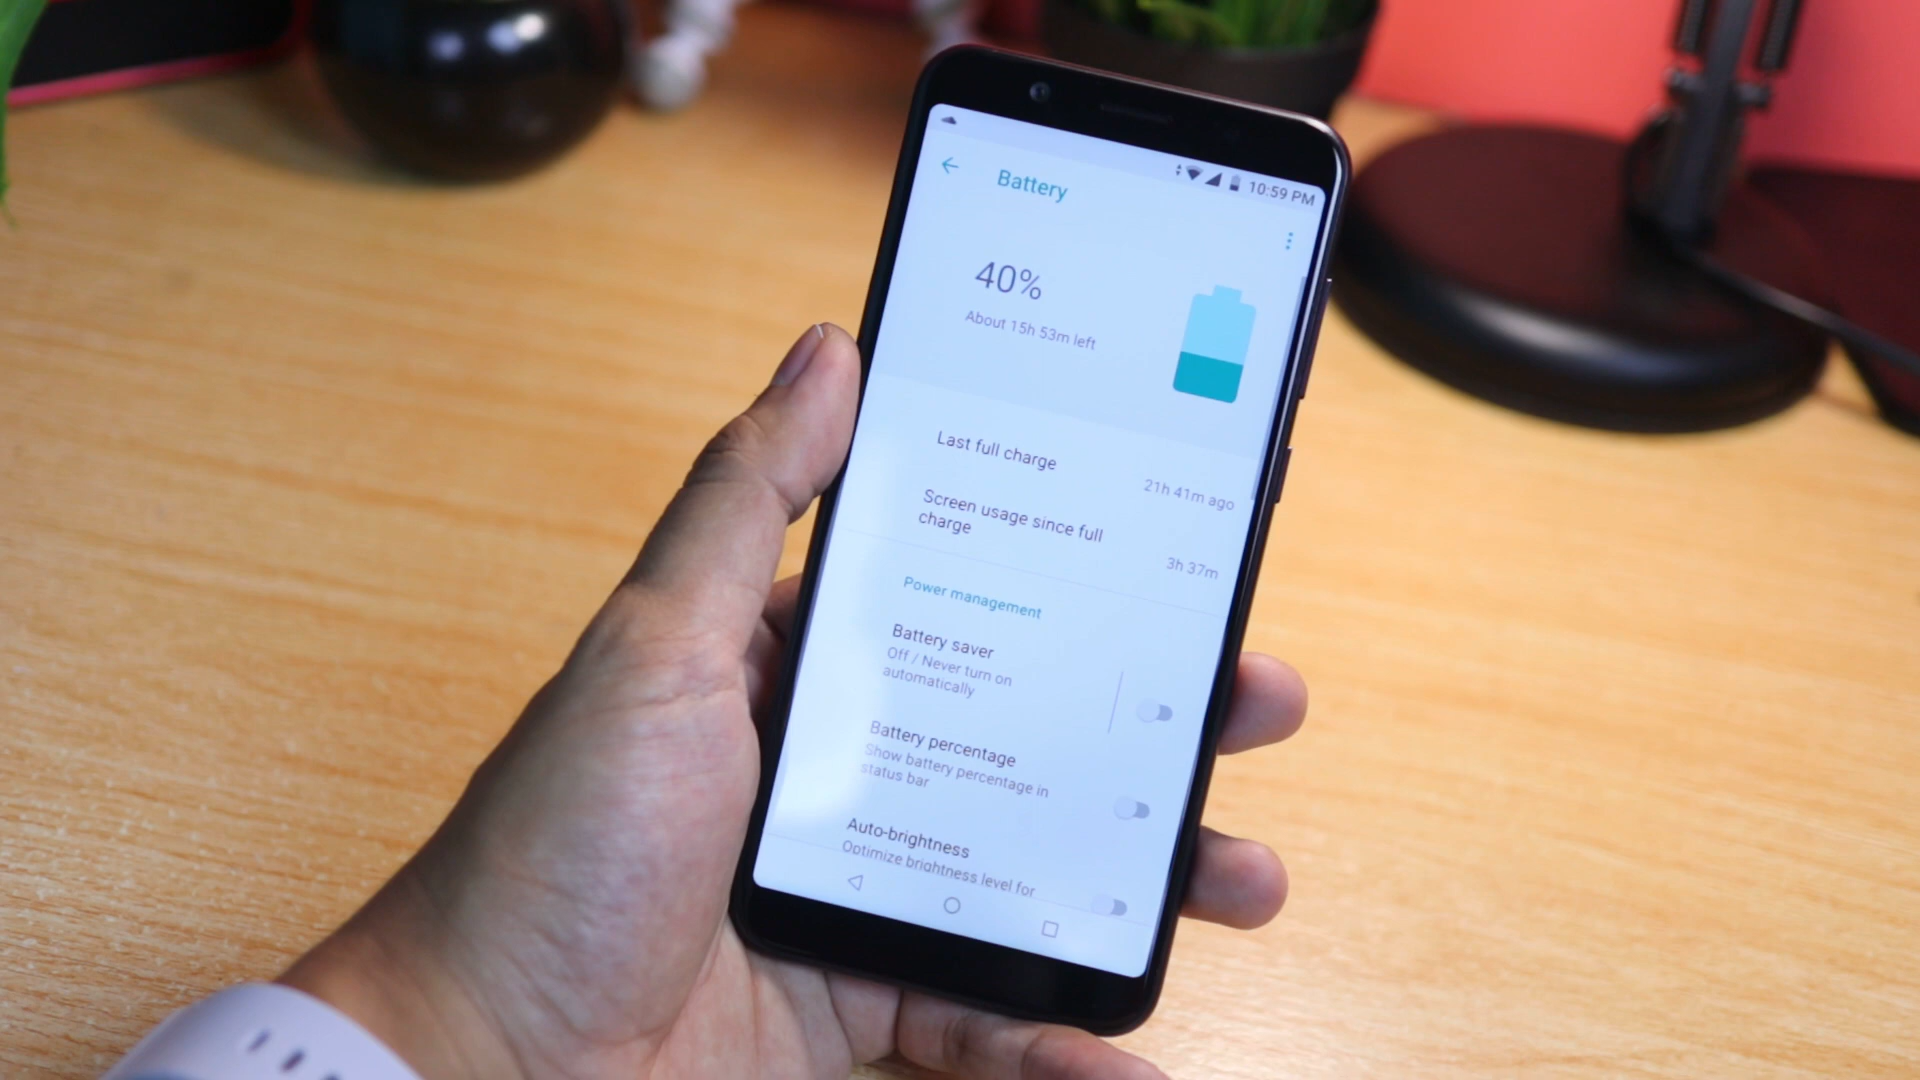 10:59 PM
Battery
40%
About 15h 53m left
Last full charge
21h 41m ago
Screen usage since full
charge
3h 37m
Power management
Battery saver
Off / Never turn on
automatically
Battery percentage
Show battery percentage in
status bar
Auto-brightness
Optimize brightness level for